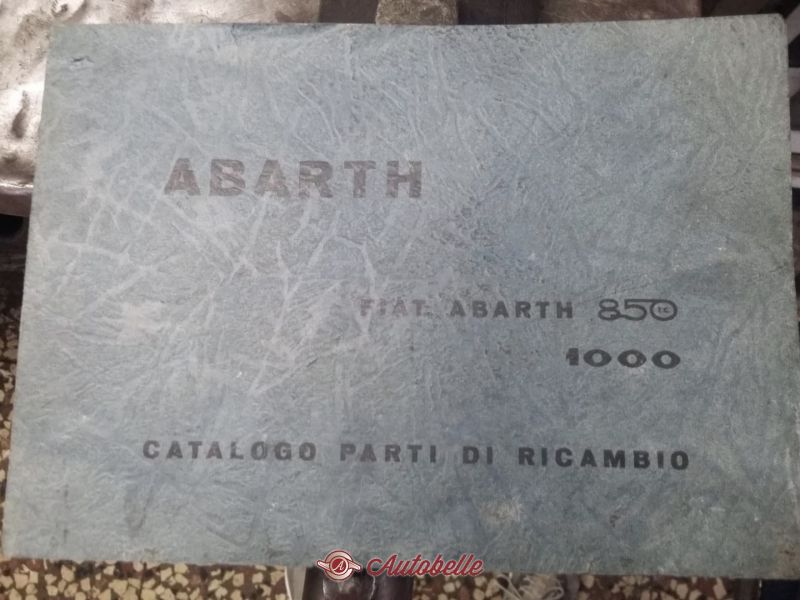 ABARTH
FIAT ABARTH 850 TC
1000
CATALOGO PARTI DI RICAMBIO
A Autobelle